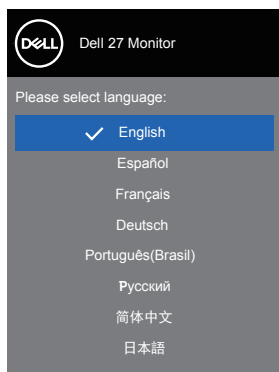 DELL
Dell 27 Monitor
Please select language:
English
Español
Français
Deutsch
Português(Brasil)
Русский
简体中文
日本語